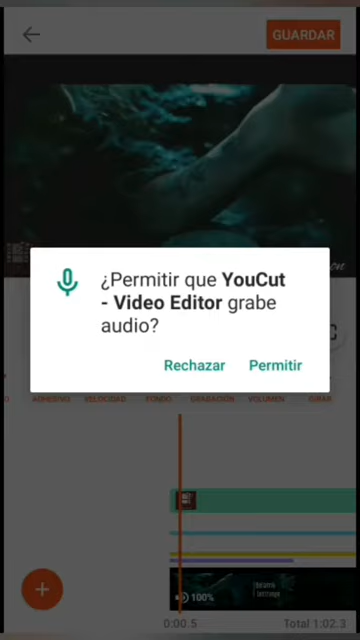 GUARDAR
¿Permitir que YouCut
- Video Editor grabe
audio?
Rechazar
Permitir
ADHESIVO VELOCIDAD FONDO GRABACIÓN VOLUMEN GIRAR
100%
0:00.5
Total 1:02.3